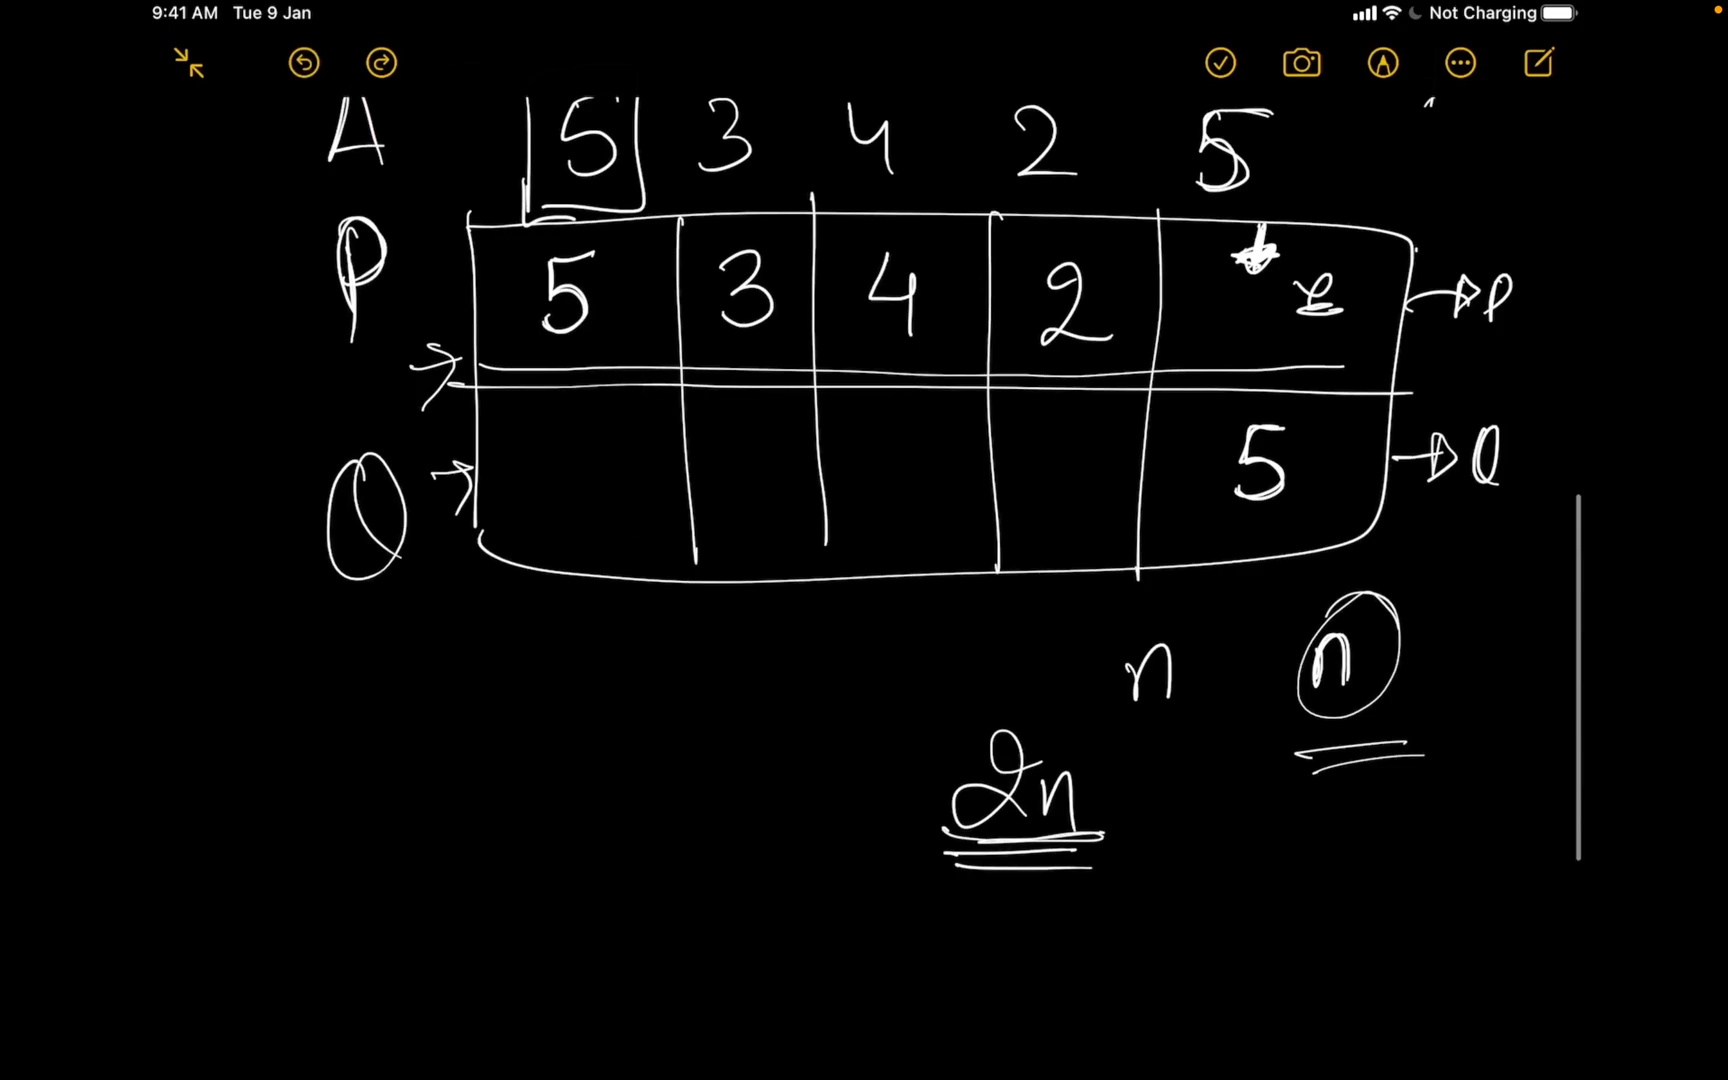 9:41 AM Tue 9 Jan Not Charging
A 5 3 4 2 5
P 5 3 4 2 P
Q 5 Q
n n
2n